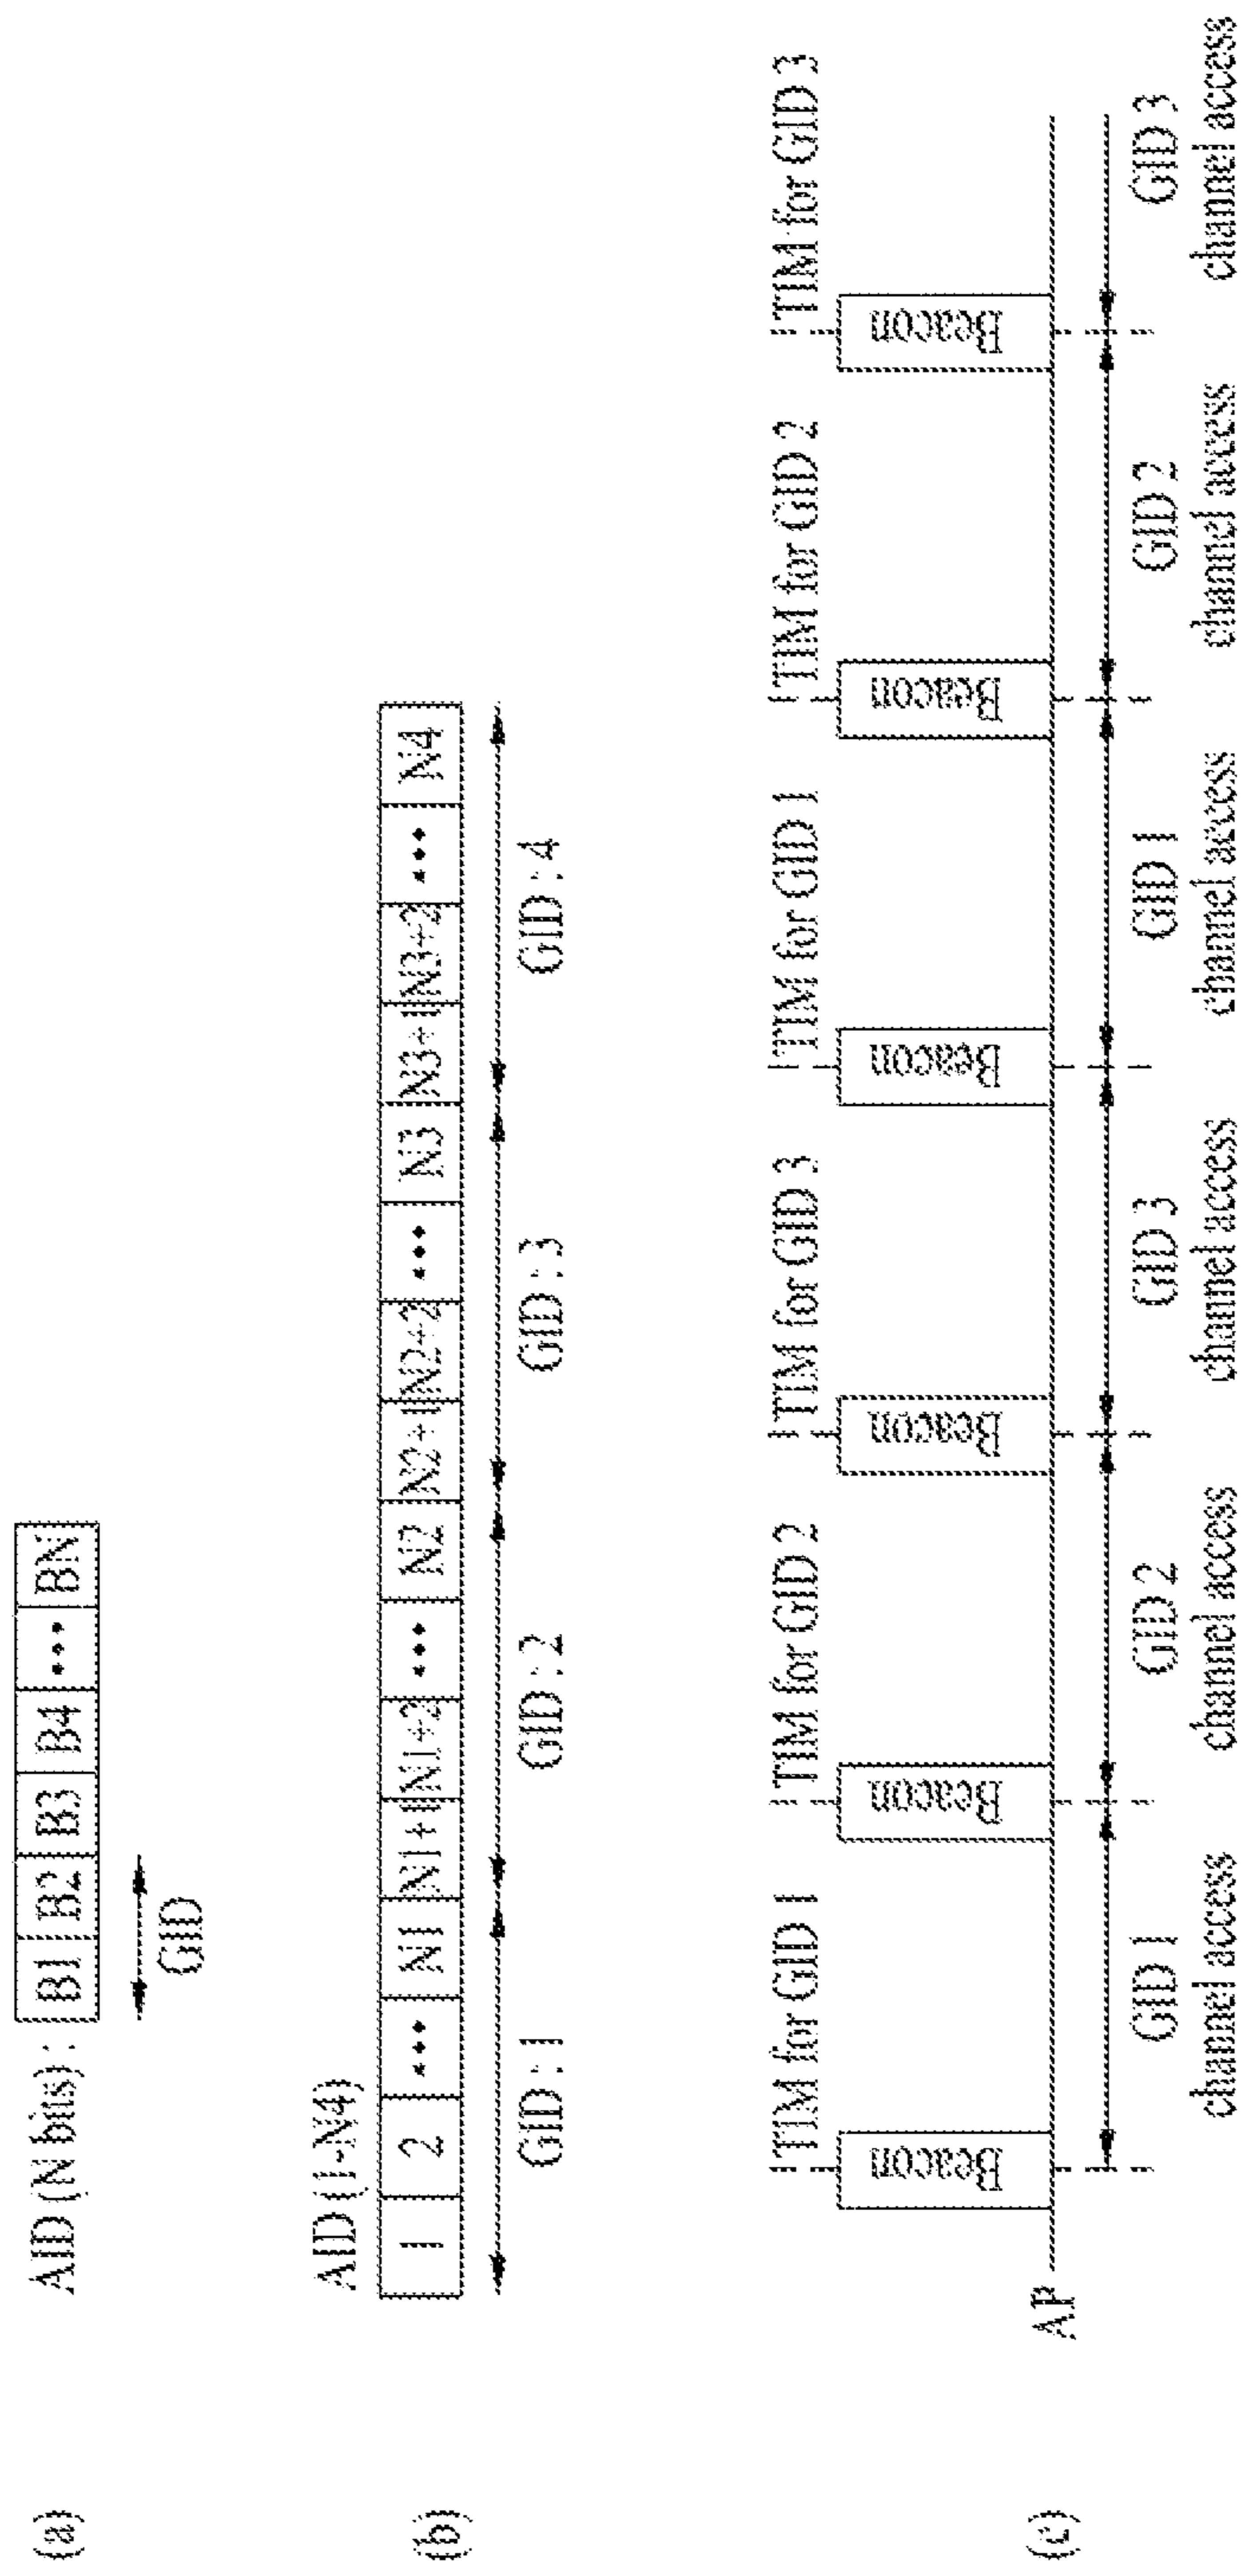 (a)
AID (N bits) : B1 B2 B3 B4 ••• BN
GID
(b)
AID (1-N4)
1 2 ••• N1 N1+1 N1+2 ••• N2 N2+1 N2+2 ••• N3 N3+1 N3+2 ••• N4
GID : 1 GID : 2 GID : 3 GID : 4
(c)
TIM for GID 1 TIM for GID 2 TIM for GID 3 TIM for GID 1 TIM for GID 2 TIM for GID 3
Beacon Beacon Beacon Beacon Beacon Beacon
AP
GID 1 GID 2 GID 3 GID 1 GID 2 GID 3
channel access channel access channel access channel access channel access channel access